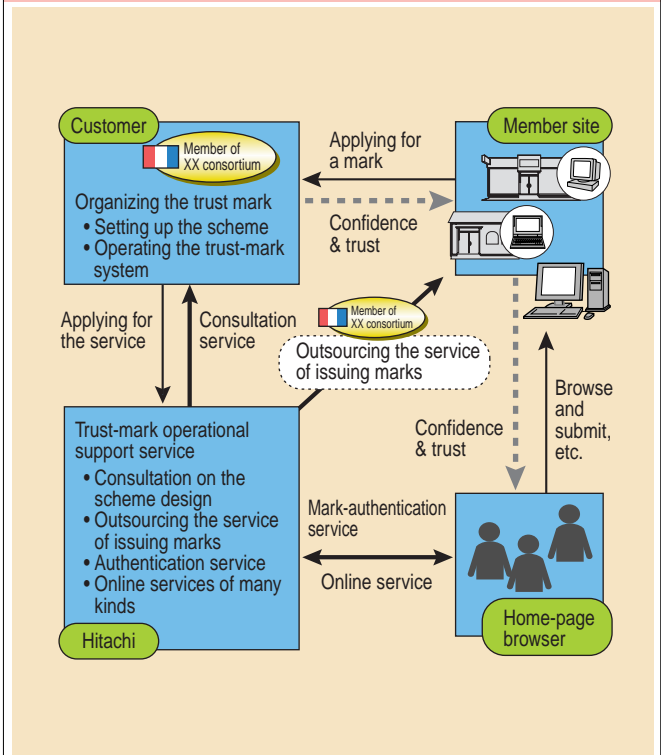 Customer
Member of
XX consortium
Organizing the trust mark
• Setting up the scheme
• Operating the trust-mark
system
Applying for
a mark
Confidence
& trust
Member site
Applying for
the service
Consultation
service
Member of
XX consortium
Outsourcing the service
of issuing marks
Confidence
& trust
Browse
and
submit,
etc.
Trust-mark operational
support service
• Consultation on the
scheme design
• Outsourcing the service
of issuing marks
• Authentication service
• Online services of many
kinds
Hitachi
Mark-authentication
service
Online service
Home-page
browser